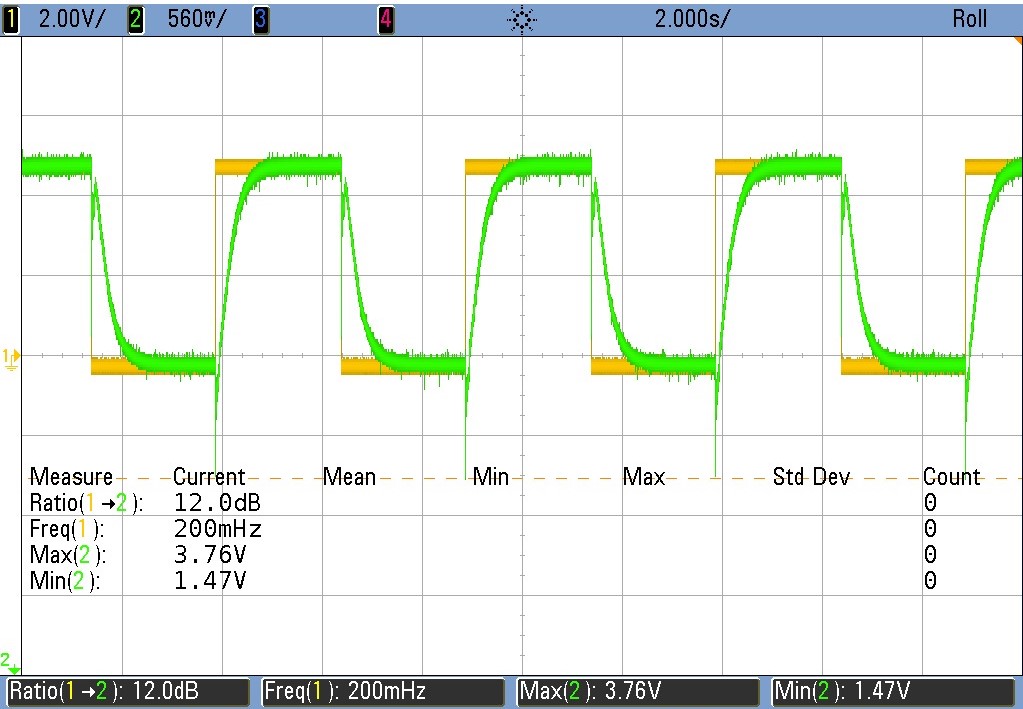 1 2.00V/ 2 560mV/ 3 4 2.000s/ Roll
1
Measure Current Mean Min Max Std Dev Count
Ratio(1→2): 12.0dB 0
Freq(1): 200mHz 0
Max(2): 3.76V 0
Min(2): 1.47V 0
2
Ratio(1→2): 12.0dB Freq(1): 200mHz Max(2): 3.76V Min(2): 1.47V